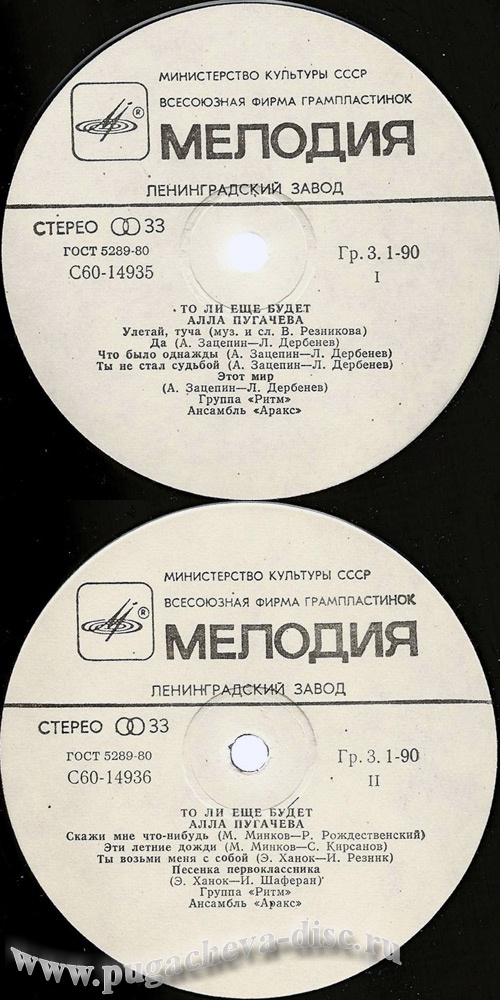 МИНИСТЕРСТВО КУЛЬТУРЫ СССР
ВСЕСОЮЗНАЯ ФИРМА ГРАМПЛАСТИНОК
® МЕЛОДИЯ
ЛЕНИНГРАДСКИЙ ЗАВОД
СТЕРЕО 33
ГОСТ 5289-80 Гр. 3. 1-90
С60-14935 I
ТО ЛИ ЕЩЕ БУДЕТ
АЛЛА ПУГАЧЕВА
Улетай, туча (муз. и сл. В. Резникова)
Да (А. Зацепин—Л. Дербенев)
Что было однажды (А. Зацепин—Л. Дербенев)
Ты не стал судьбой (А. Зацепин—Л. Дербенев)
Этот мир
(А. Зацепин—Л. Дербенев)
Группа «Ритм»
Ансамбль «Аракс»
МИНИСТЕРСТВО КУЛЬТУРЫ СССР
ВСЕСОЮЗНАЯ ФИРМА ГРАМПЛАСТИНОК
® МЕЛОДИЯ
ЛЕНИНГРАДСКИЙ ЗАВОД
СТЕРЕО 33
ГОСТ 5289-80 Гр. 3. 1-90
С60-14936 II
ТО ЛИ ЕЩЕ БУДЕТ
АЛЛА ПУГАЧЕВА
Скажи мне что-нибудь (М. Минков—Р. Рождественский)
Эти летние дожди (М. Минков—С. Кирсанов)
Ты возьми меня с собой (Э. Ханок—И. Резник)
Песенка первоклассника
(Э. Ханок—И. Шаферан)
Группа «Ритм»
Ансамбль «Аракс»
www.pugacheva-disc.ru